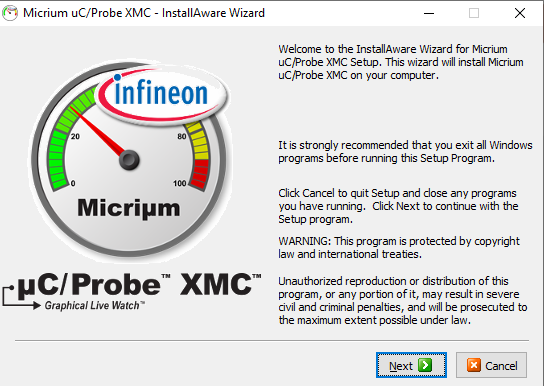 Micrium uC/Probe XMC - InstallAware Wizard
infineon
20
80
0
100
Micriµm
µC/Probe™ XMC™
Graphical Live Watch™
Welcome to the InstallAware Wizard for Micrium
uC/Probe XMC Setup. This wizard will install Micrium
uC/Probe XMC on your computer.
It is strongly recommended that you exit all Windows
programs before running this Setup Program.
Click Cancel to quit Setup and close any programs
you have running. Click Next to continue with the
Setup program.
WARNING: This program is protected by copyright
law and international treaties.
Unauthorized reproduction or distribution of this
program, or any portion of it, may result in severe
civil and criminal penalties, and will be prosecuted to
the maximum extent possible under law.
Next
Cancel